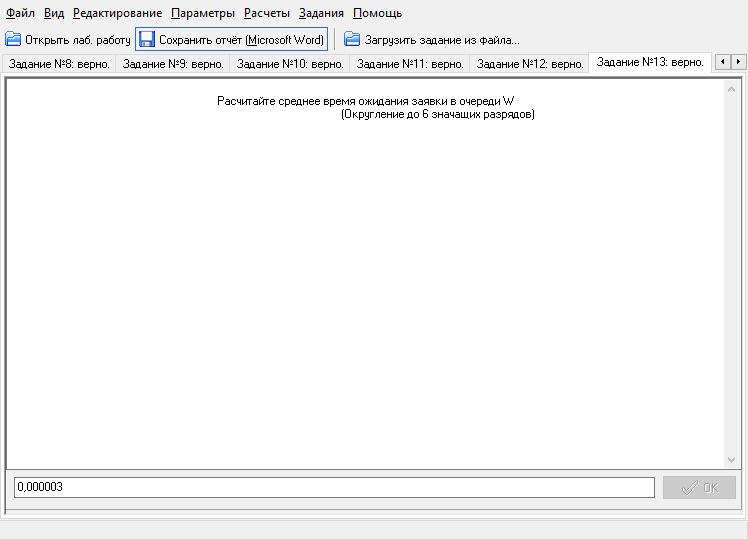 Файл Вид Редактирование Параметры Расчеты Задания Помощь
Открыть лаб. работу Сохранить отчёт (Microsoft Word) Загрузить задание из файла...
Задание №8: верно. Задание №9: верно. Задание №10: верно. Задание №11: верно. Задание №12: верно. Задание №13: верно.
Расчитайте среднее время ожидания заявки в очереди W
(Округление до 6 значащих разрядов)
0,000003 OK